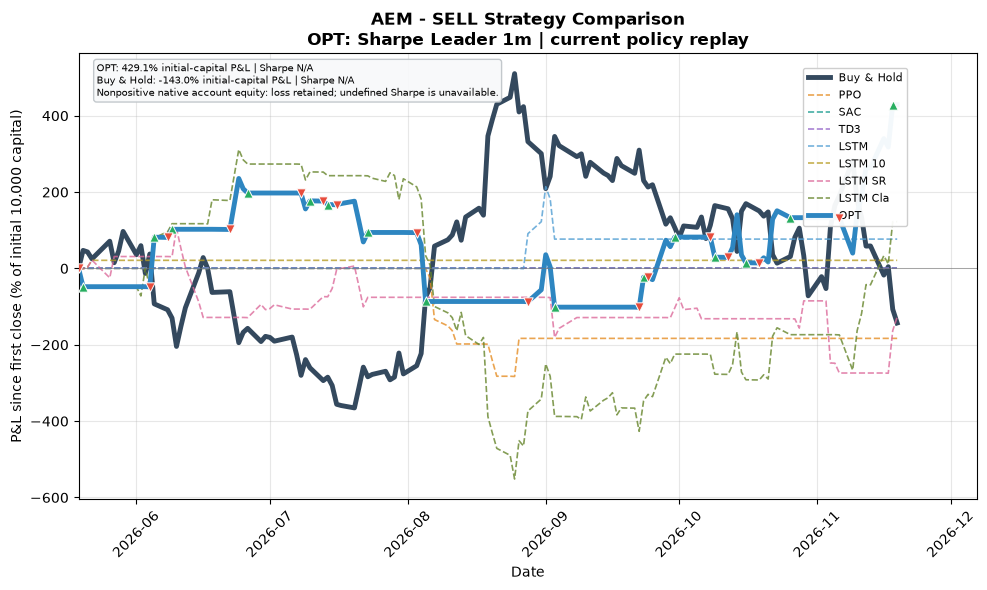 AEM - SELL Strategy Comparison
OPT: Sharpe Leader 1m | current policy replay
OPT: 429.1% initial-capital P&L | Sharpe N/A
Buy & Hold: -143.0% initial-capital P&L | Sharpe N/A
Nonpositive native account equity: loss retained; undefined Sharpe is unavailable.
Buy & Hold
PPO
SAC
TD3
LSTM
LSTM 10
LSTM SR
LSTM Cla
OPT
P&L since first close (% of initial 10,000 capital)
400
200
0
−200
−400
−600
2026-06
2026-07
2026-08
2026-09
2026-10
2026-11
2026-12
Date